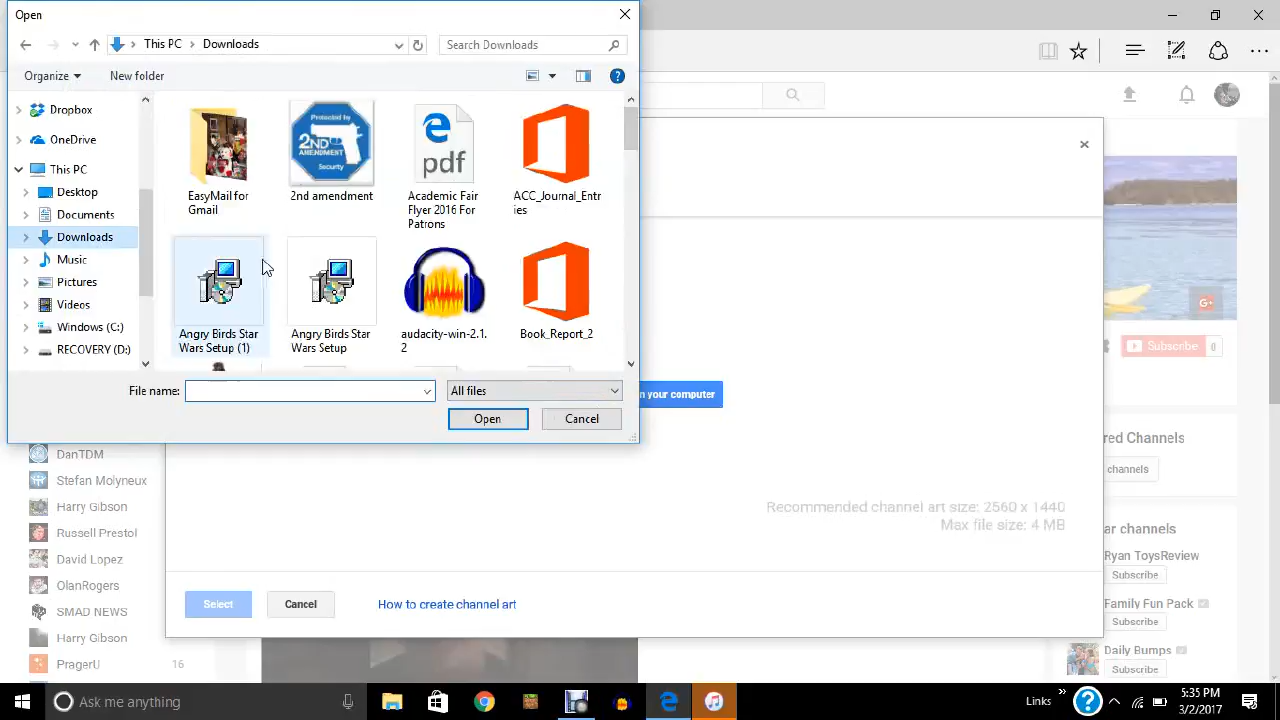 Open
This PC
Downloads
Search Downloads
Organize
New folder
Dropbox
OneDrive
This PC
Desktop
Documents
Downloads
Music
Pictures
Videos
Windows (C:)
RECOVERY (D:)
EasyMail for
Gmail
Protected by
2ND
AMENDMENT
Security
2nd amendment
pdf
Academic Fair
Flyer 2016 For
Patrons
ACC_Journal_Entr
ies
Angry Birds Star
Wars Setup (1)
Angry Birds Star
Wars Setup
audacity-win-2.1.
2
Book_Report_2
File name:
All files
Open
Cancel
n your computer
Recommended channel art size: 2560 x 1440
Max file size: 4 MB
Select
Cancel
How to create channel art
DanTDM
Stefan Molyneux
Harry Gibson
Russell Prestol
David Lopez
OlanRogers
SMAD NEWS
Harry Gibson
PragerU
16
G+
Subscribe
0
red Channels
channels
ar channels
Ryan ToysReview
Subscribe
Family Fun Pack
Subscribe
Daily Bumps
Subscribe
Ask me anything
Links
5:35 PM
3/2/2017